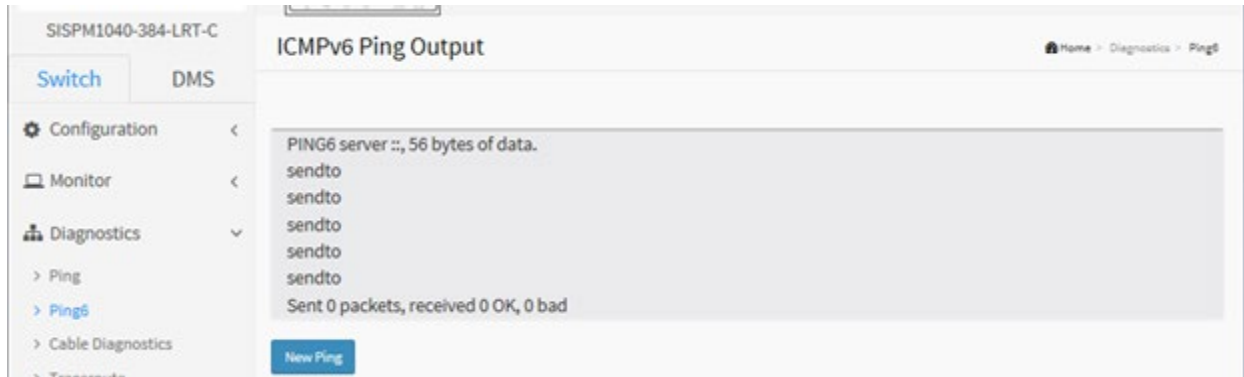 SISPM1040-384-LRT-C
Switch DMS
Configuration
Monitor
Diagnostics
Ping
Ping6
Cable Diagnostics
Traceroute
ICMPv6 Ping Output
Home > Diagnostics > Ping6
PING6 server ::, 56 bytes of data.
sendto
sendto
sendto
sendto
sendto
Sent 0 packets, received 0 OK, 0 bad
New Ping